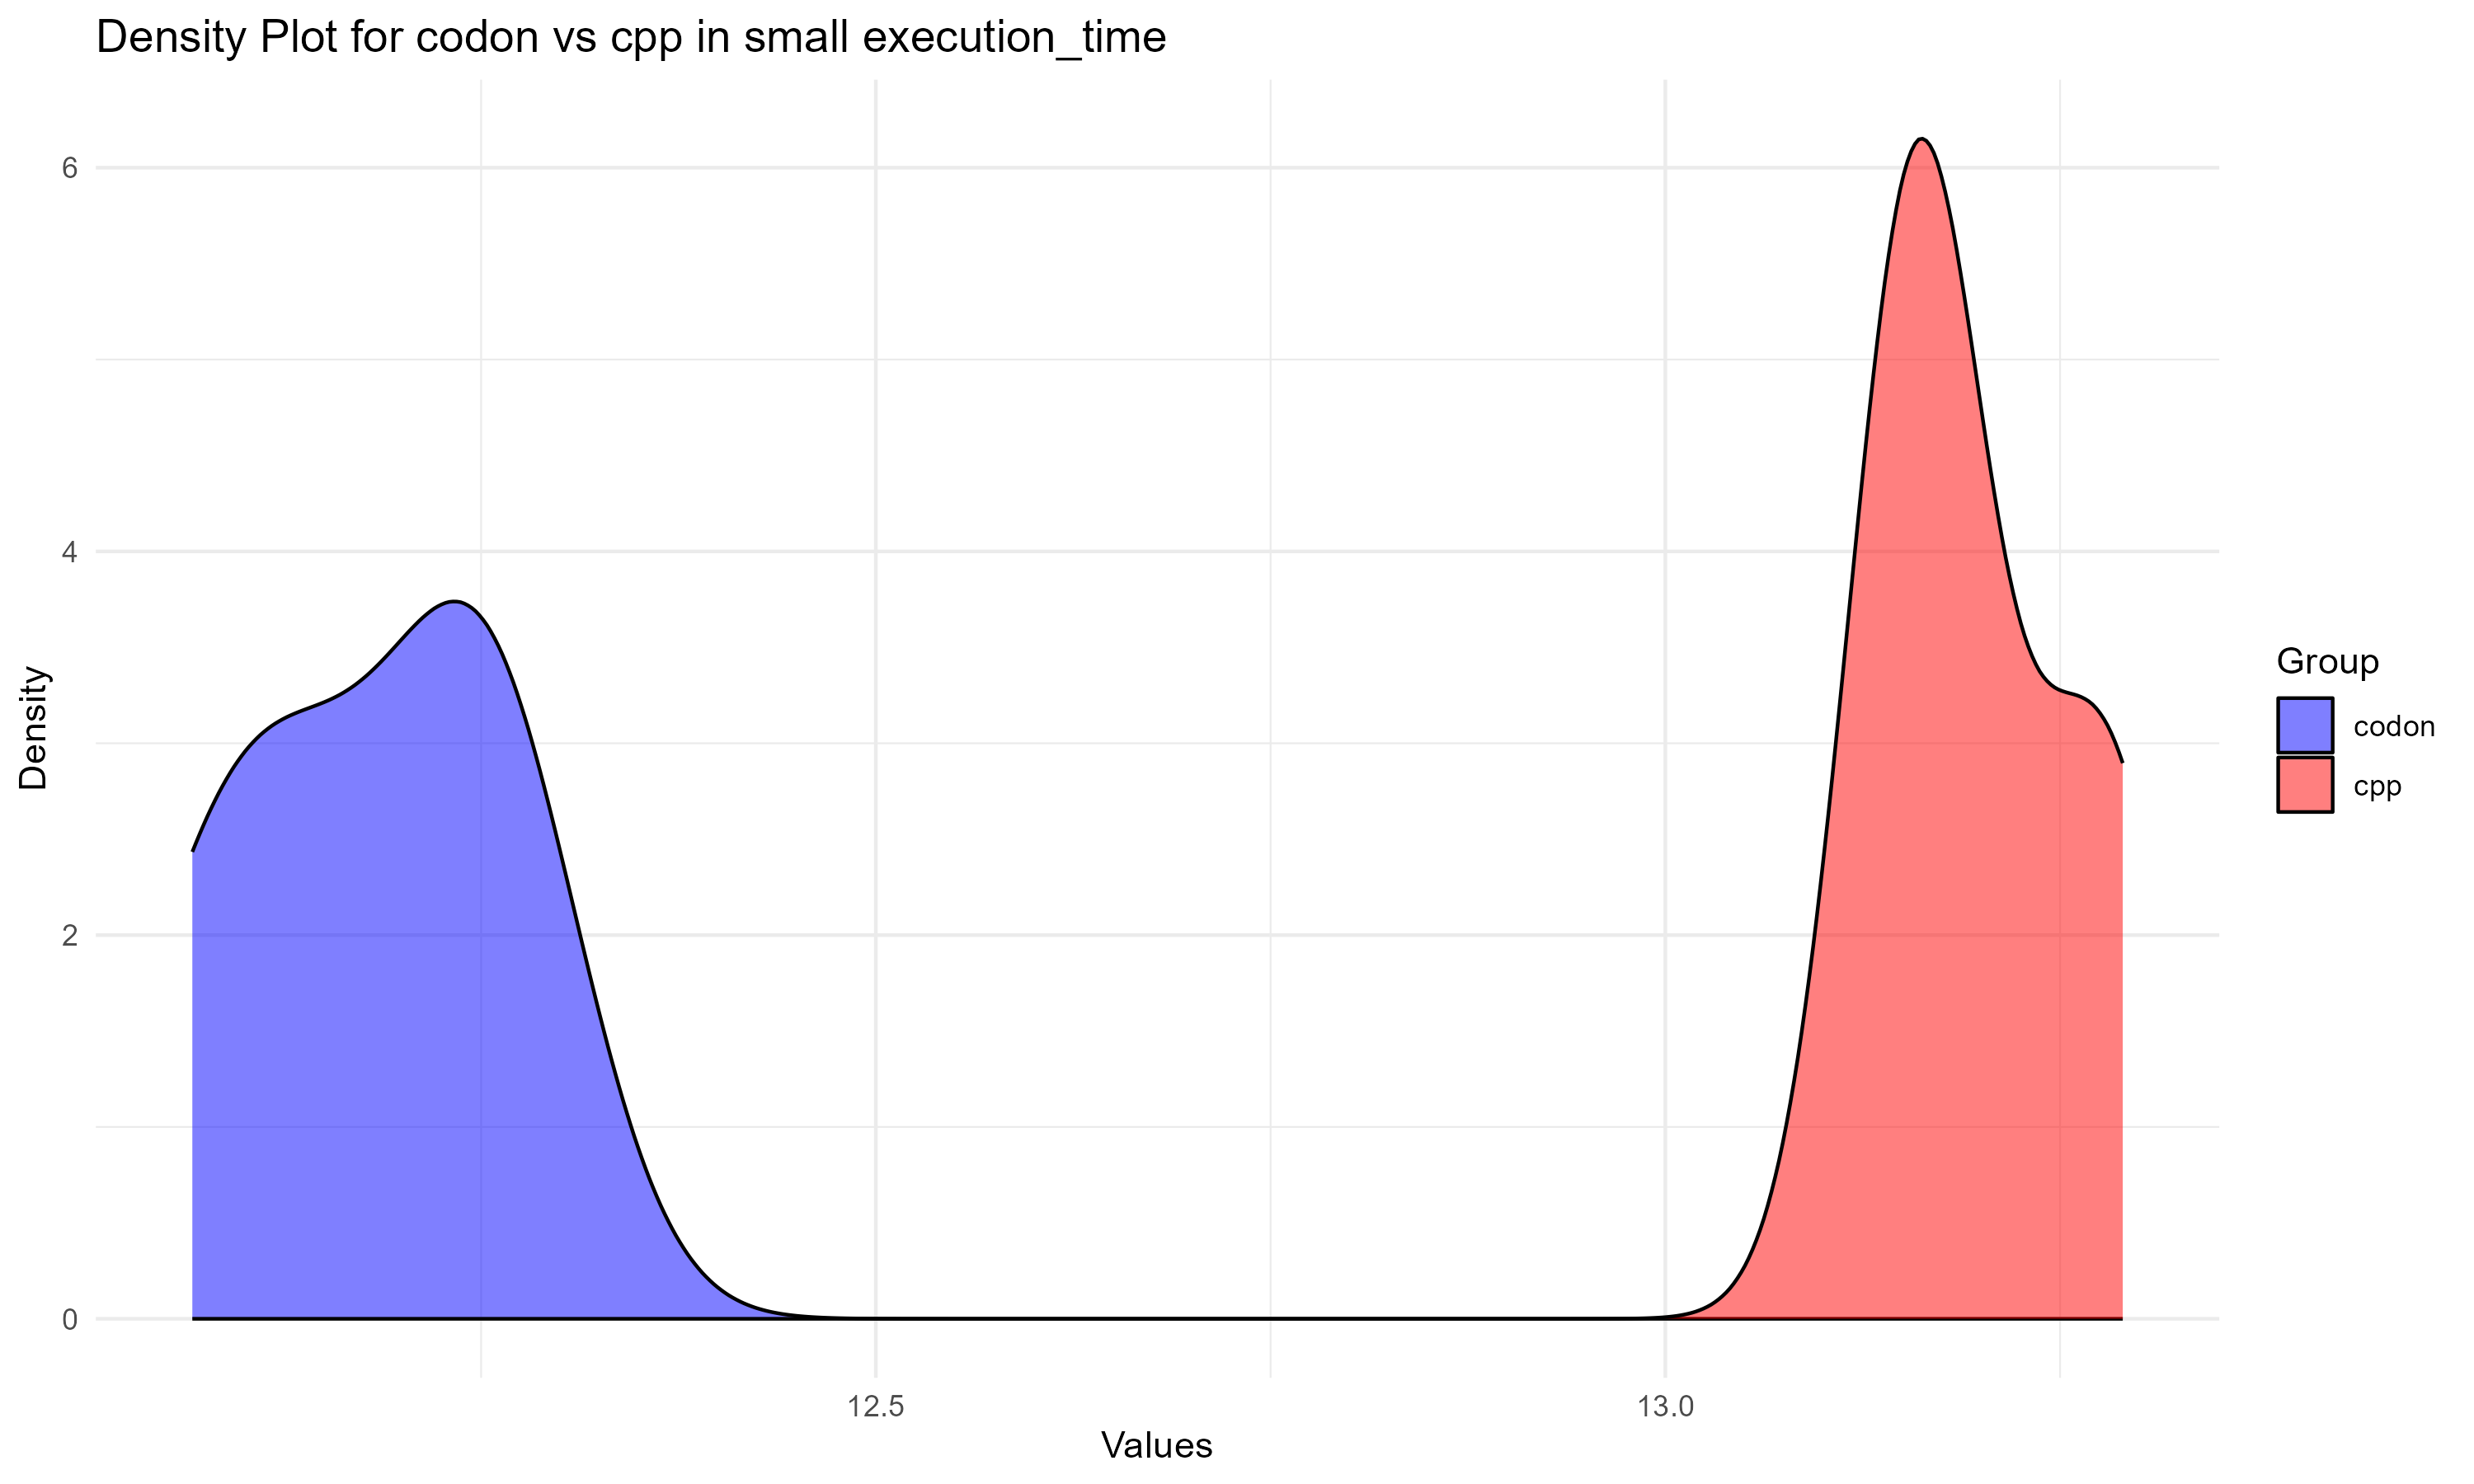 Density Plot for codon vs cpp in small execution_time
6
4
2
0
Density
12.5
13.0
Values
Group
codon
cpp